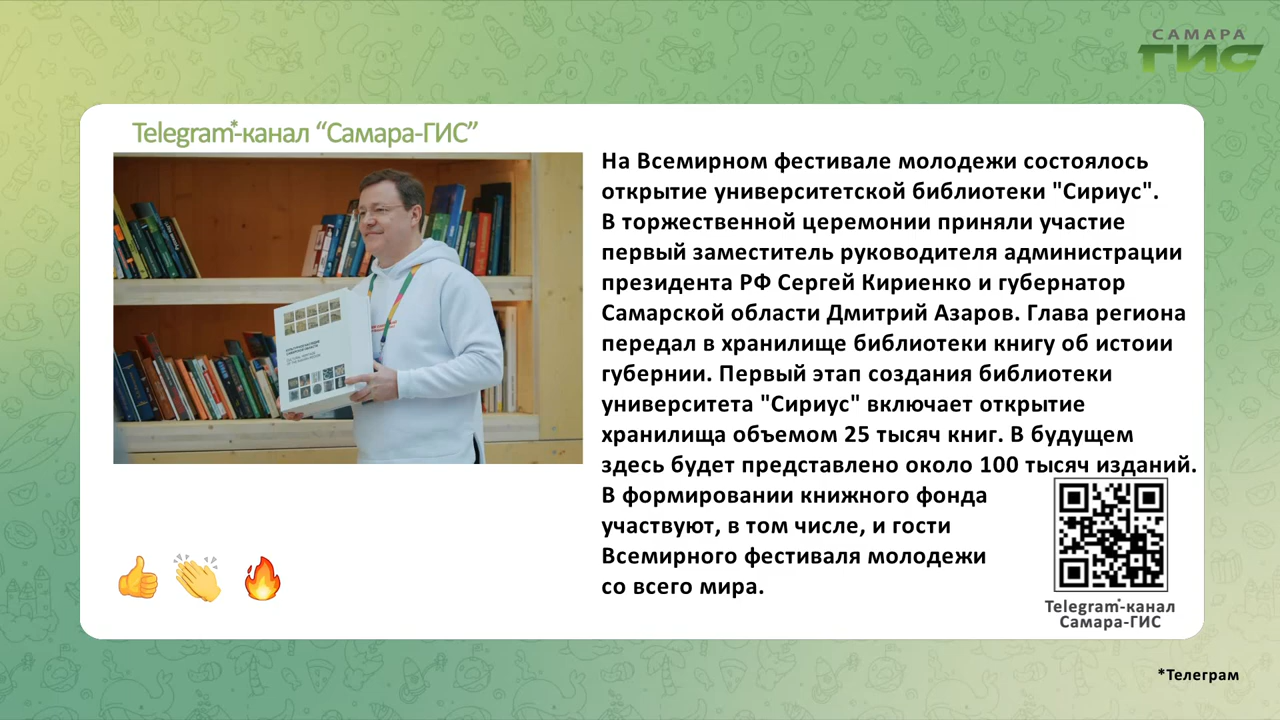 САМАРА
ГИС
Telegram*-канал “Самара-ГИС”
На Всемирном фестивале молодежи состоялось
открытие университетской библиотеки "Сириус".
В торжественной церемонии приняли участие
первый заместитель руководителя администрации
президента РФ Сергей Кириенко и губернатор
Самарской области Дмитрий Азаров. Глава региона
передал в хранилище библиотеки книгу об истоии
губернии. Первый этап создания библиотеки
университета "Сириус" включает открытие
хранилища объемом 25 тысяч книг. В будущем
здесь будет представлено около 100 тысяч изданий.
В формировании книжного фонда
участвуют, в том числе, и гости
Всемирного фестиваля молодежи
со всего мира.
Telegram*-канал
Самара-ГИС
*Телеграм